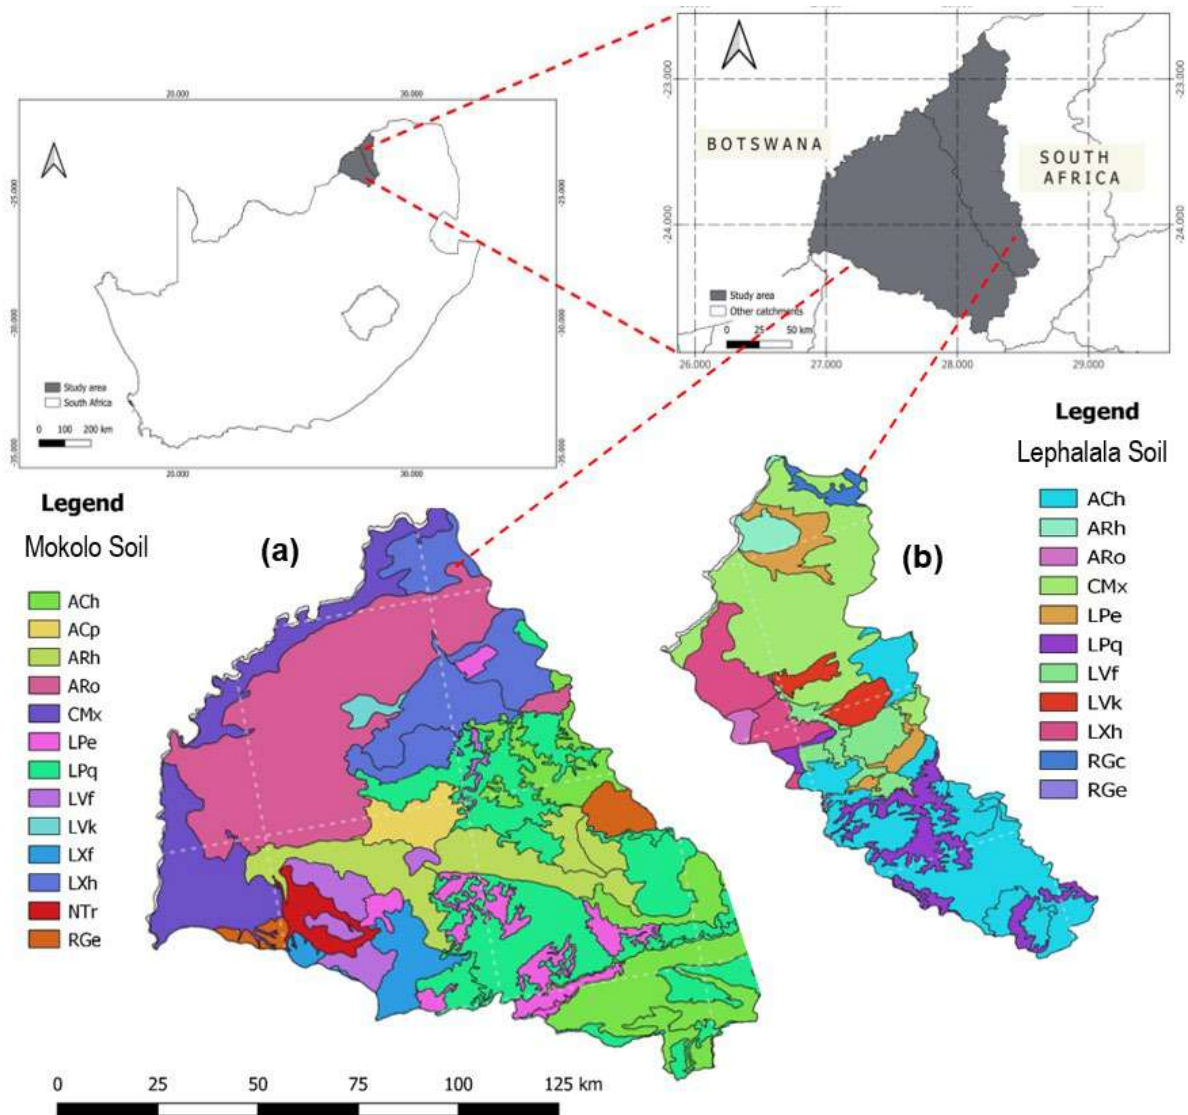 20.000
30.000
-25.000
-25.000
-30.000
-30.000
-35.000
-35.000
Study area
South Africa
0 100 200 km
20.000
30.000
-23.000
-23.000
-24.000
-24.000
BOTSWANA
SOUTH
AFRICA
Study area
Other catchments
0 25 50 km
26.000
27.000
28.000
29.000
Legend
Mokolo Soil
ACh
ACp
ARh
ARo
CMx
LPe
LPq
LVf
LVk
LXf
LXh
NTr
RGe
(a)
Legend
Lephalala Soil
ACh
ARh
ARo
CMx
LPe
LPq
LVf
LVk
LXh
RGc
RGe
(b)
0 25 50 75 100 125 km